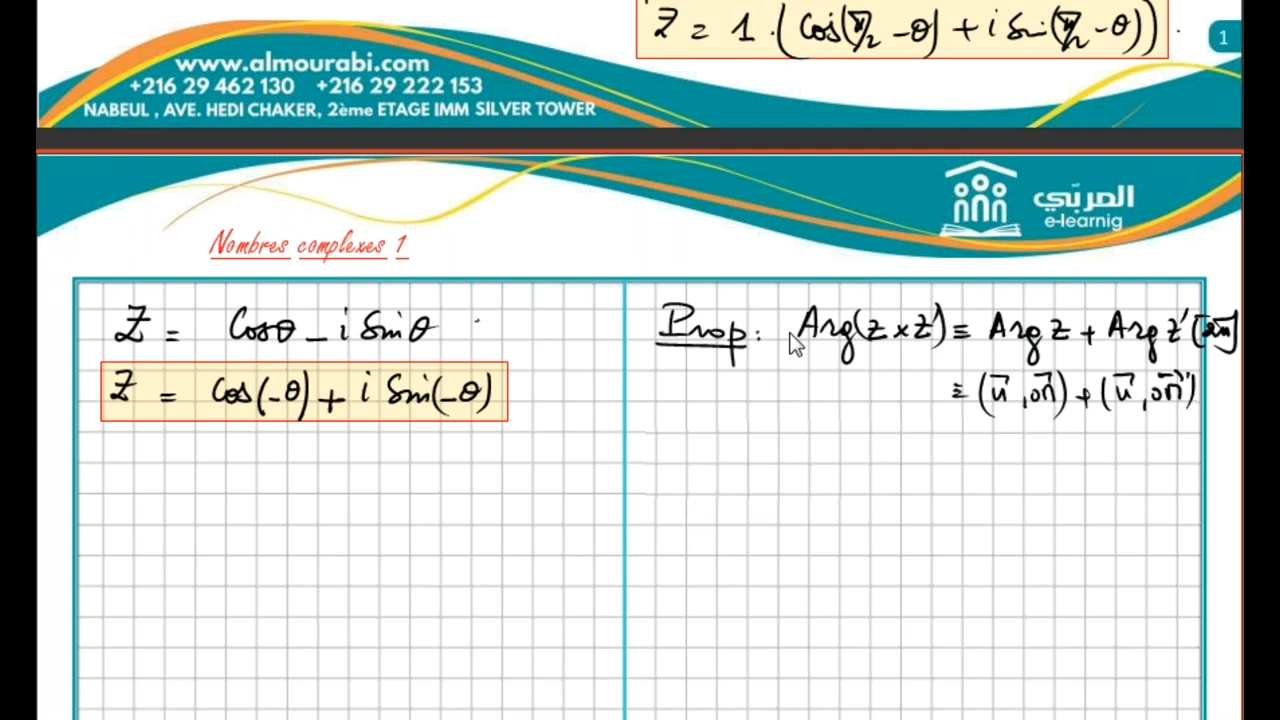 Z = 1 . (Cos(π/2 - θ) + i Sin(π/2 - θ)) .
1
www.almourabi.com
+216 29 462 130 +216 29 222 153
NABEUL , AVE. HEDI CHAKER, 2ème ETAGE IMM SILVER TOWER
المربّي
e-learnig
Nombres complexes 1
Z = Cosθ - i Sinθ .
Z = Cos(-θ) + i Sin(-θ)
Prop : Arg(z × z') ≡ Arg z + Arg z' [2π]
≡ (u⃗ , OM⃗) + (u⃗ , OM⃗')